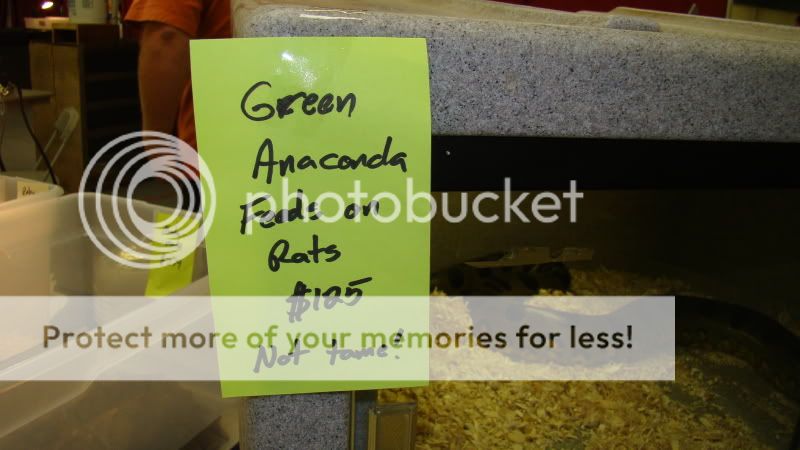 Green
Anaconda
Feeds on
Rats
$125
Not tame!
photobucket
Protect more of your memories for less!